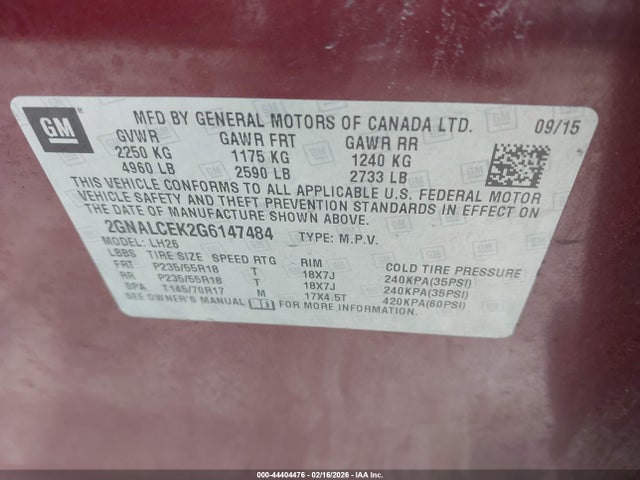 GM
MFD BY GENERAL MOTORS OF CANADA LTD. 09/15
GVWR GAWR FRT GAWR RR
2250 KG 1175 KG 1240 KG
4960 LB 2590 LB 2733 LB
THIS VEHICLE CONFORMS TO ALL APPLICABLE U.S. FEDERAL MOTOR
VEHICLE SAFETY AND THEFT PREVENTION STANDARDS IN EFFECT ON
THE DATE OF MANUFACTURE SHOWN ABOVE.
2GNALCEK2G6147484 TYPE: M.P.V.
MODEL: LH26
LBBS TIRE SIZE SPEED RTG RIM COLD TIRE PRESSURE
FRT P235/55R18 T 18X7J 240KPA(35PSI)
RR P235/55R18 T 18X7J 240KPA(35PSI)
SPA T145/70R17 M 17X4.5T 420KPA(60PSI)
SEE OWNER'S MANUAL FOR MORE INFORMATION.
000-44404476 | 02/16/2026 - IAA Inc.